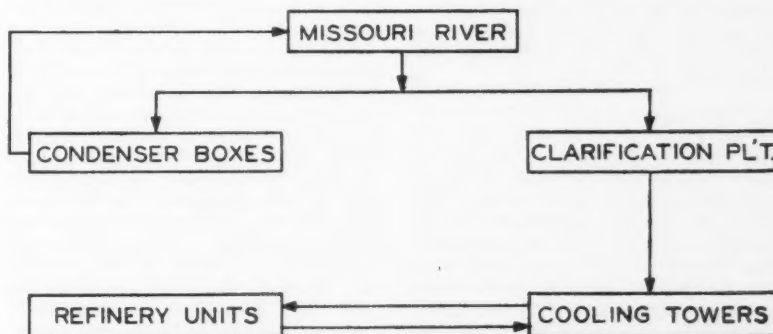 MISSOURI RIVER
CONDENSER BOXES
CLARIFICATION PL'T.
REFINERY UNITS
COOLING TOWERS